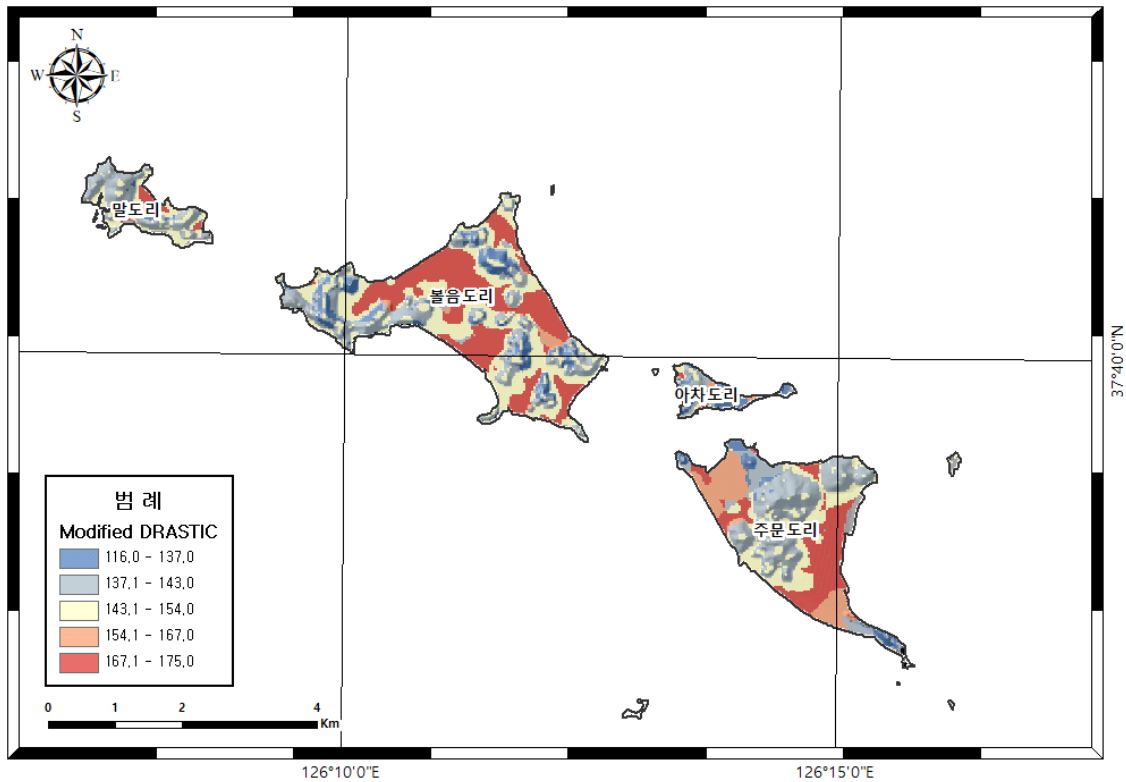 N
W E
S
말도리
볼음도리
아차도리
주문도리
37°40'0"N
범 례
Modified DRASTIC
116,0 - 137,0
137,1 - 143,0
143,1 - 154,0
154,1 - 167,0
167,1 - 175,0
0 1 2 4
Km
126°10'0"E 126°15'0"E